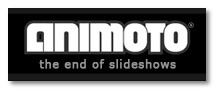 ANIMOTO®
the end of slideshows